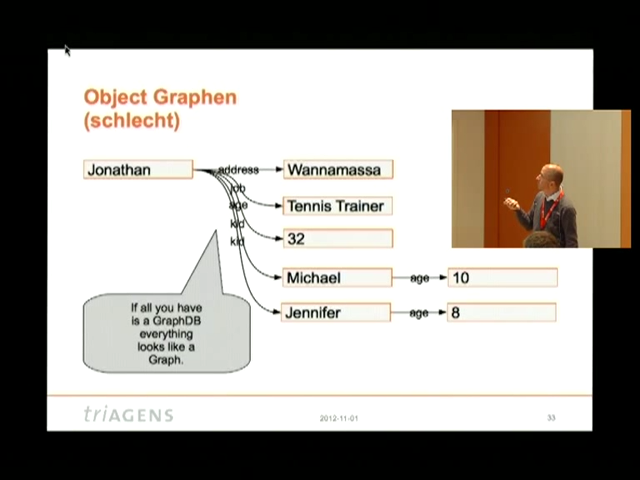 Object Graphen
(schlecht)
Jonathan
address
Wannamassa
job
Tennis Trainer
age
32
kid
Michael
age
10
kid
Jennifer
age
8
If all you have
is a GraphDB
everything
looks like a
Graph.
triAGENS
2012-11-01
33